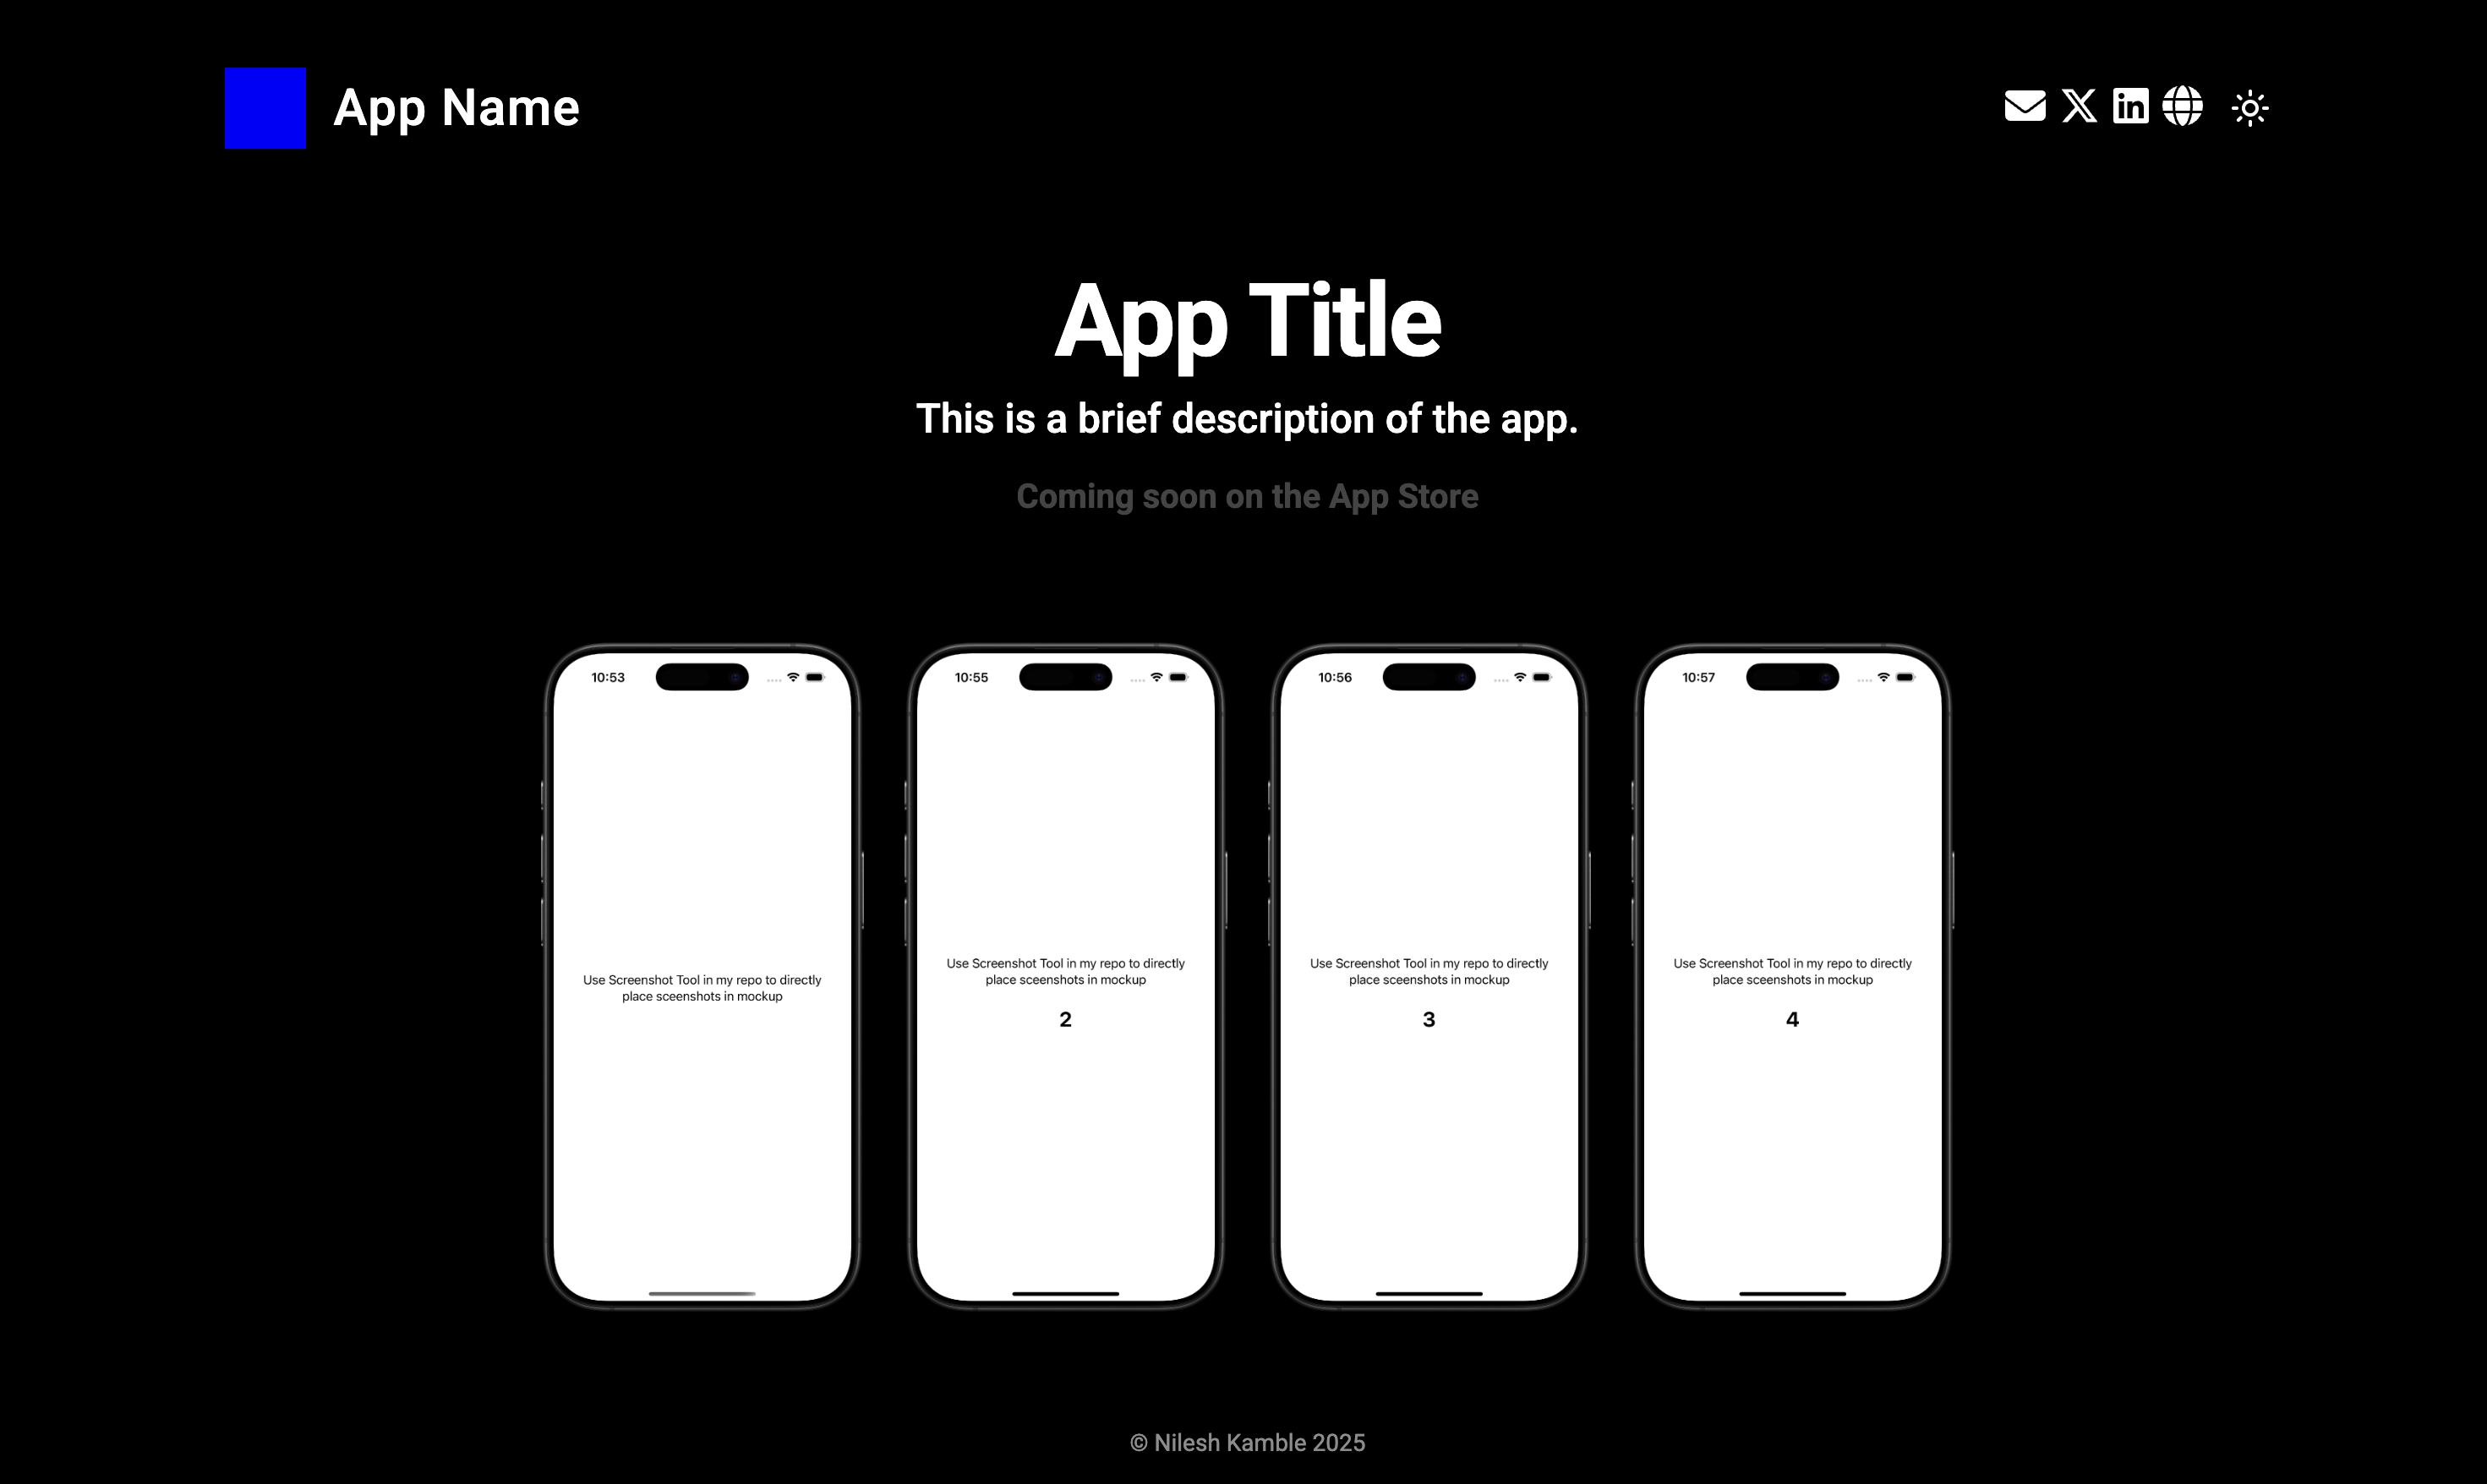 App Name
App Title
This is a brief description of the app.
Coming soon on the App Store
10:53
Use Screenshot Tool in my repo to directly
place sceenshots in mockup
10:55
Use Screenshot Tool in my repo to directly
place sceenshots in mockup
2
10:56
Use Screenshot Tool in my repo to directly
place sceenshots in mockup
3
10:57
Use Screenshot Tool in my repo to directly
place sceenshots in mockup
4
© Nilesh Kamble 2025